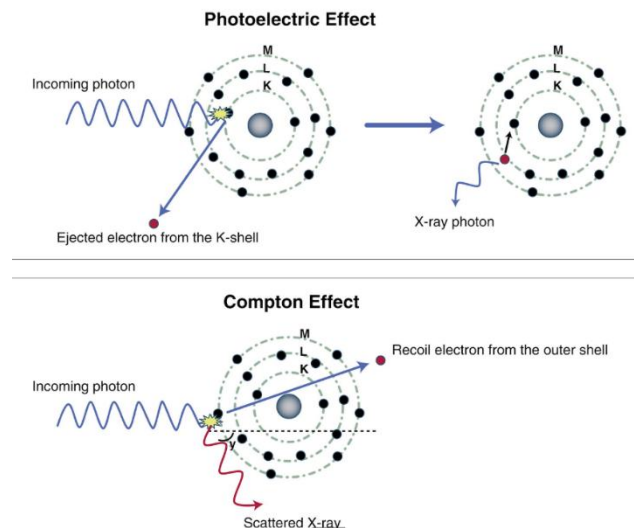 Photoelectric Effect
M
L
K
Incoming photon
Ejected electron from the K-shell
M
L
K
X-ray photon
Compton Effect
M
L
K
Recoil electron from the outer shell
Incoming photon
y
Scattered X-ray